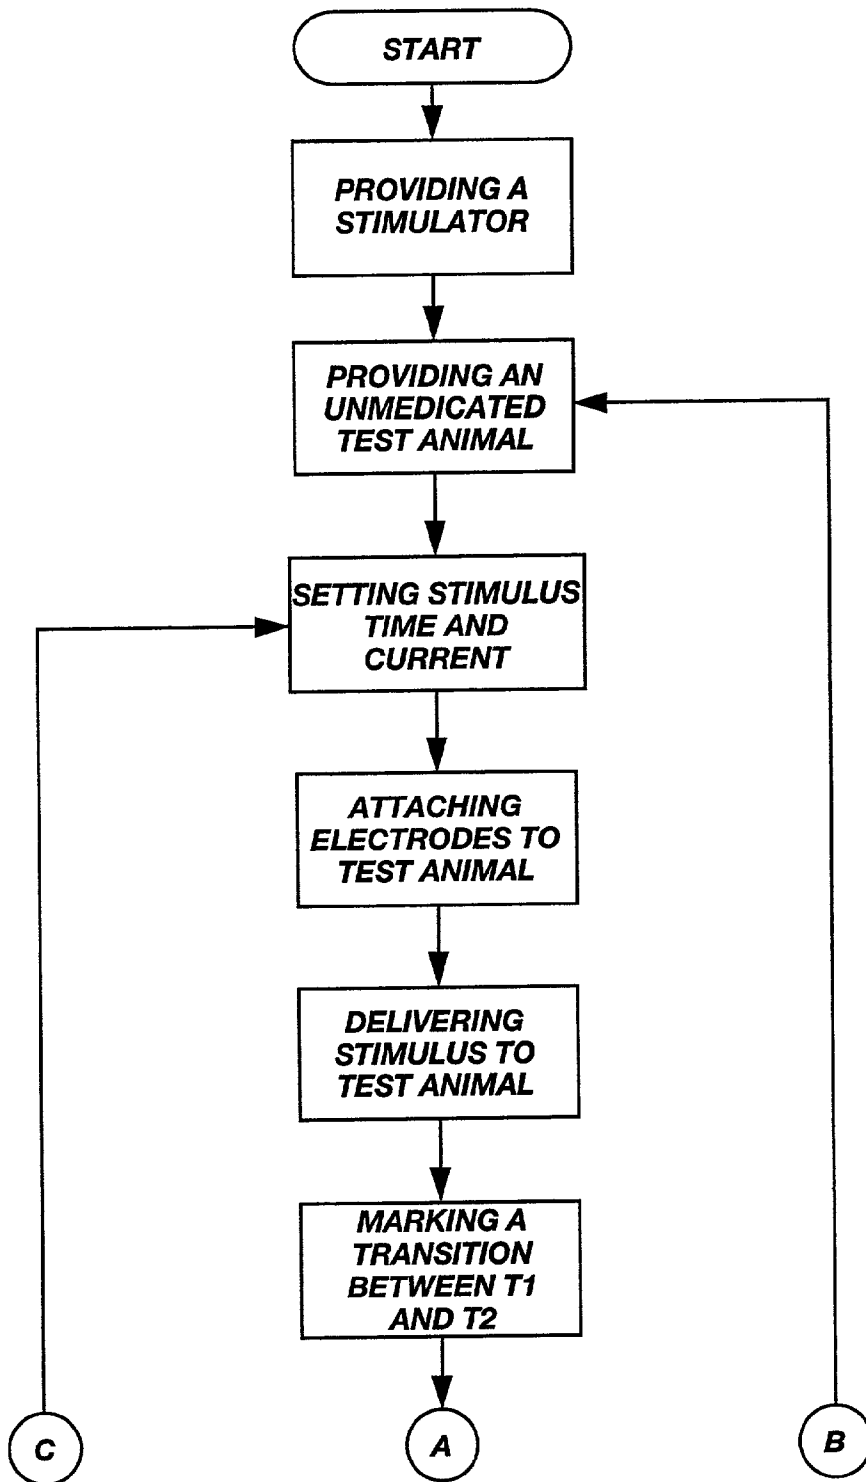 START
PROVIDING A
STIMULATOR
PROVIDING AN
UNMEDICATED
TEST ANIMAL
SETTING STIMULUS
TIME AND
CURRENT
ATTACHING
ELECTRODES TO
TEST ANIMAL
DELIVERING
STIMULUS TO
TEST ANIMAL
MARKING A
TRANSITION
BETWEEN T1
AND T2
C
A
B